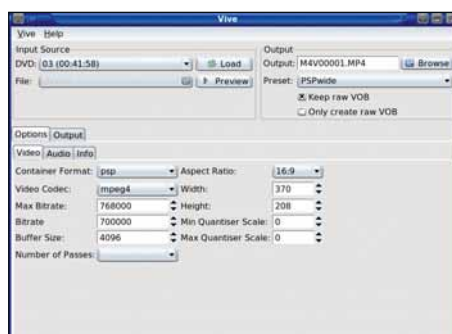 Vive
Vive Help
Input Source
DVD: 03 (00:41:58) Load
File: Preview
Output
Output: M4V00001.MP4 Browse
Preset: PSPwide
Keep raw VOB
Only create raw VOB
Options Output
Video Audio Info
Container Format: psp Aspect Ratio: 16:9
Video Codec: mpeg4 Width: 370
Max Bitrate: 768000 Height: 208
Bitrate 700000 Min Quantiser Scale: 0
Buffer Size: 4096 Max Quantiser Scale: 0
Number of Passes: